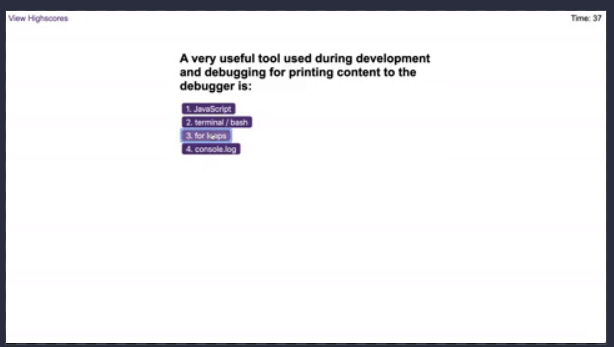 View Highscores
Time: 37
A very useful tool used during development
and debugging for printing content to the
debugger is:
1. JavaScript
2. terminal / bash
3. for loops
4. console.log